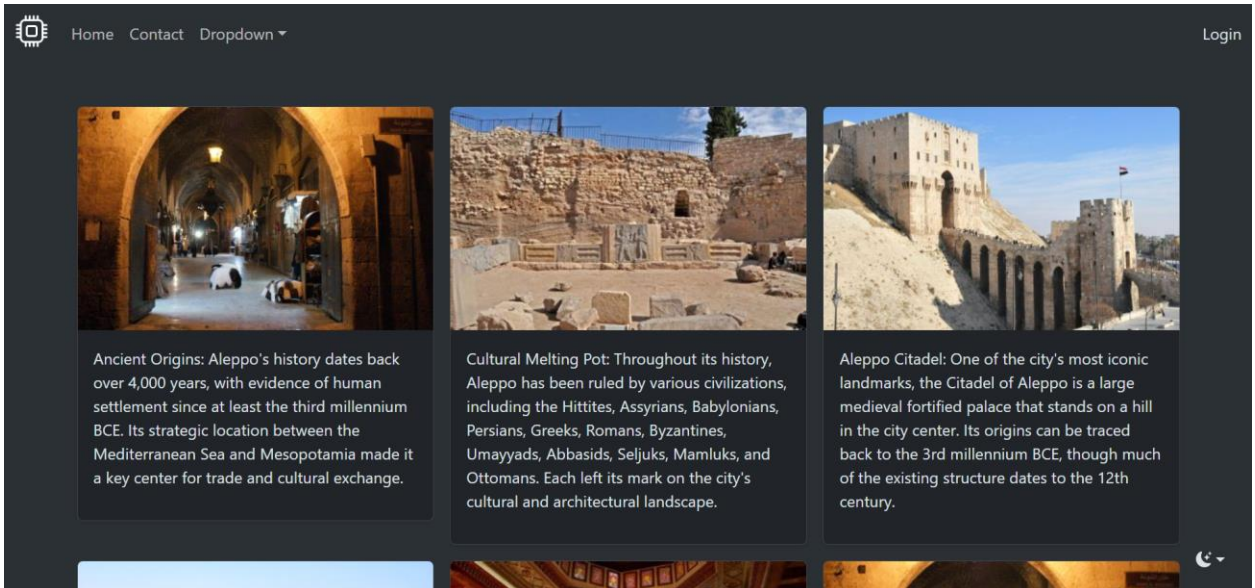 Home Contact Dropdown
Login
Ancient Origins: Aleppo's history dates back
over 4,000 years, with evidence of human
settlement since at least the third millennium
BCE. Its strategic location between the
Mediterranean Sea and Mesopotamia made it
a key center for trade and cultural exchange.
Cultural Melting Pot: Throughout its history,
Aleppo has been ruled by various civilizations,
including the Hittites, Assyrians, Babylonians,
Persians, Greeks, Romans, Byzantines,
Umayyads, Abbasids, Seljuks, Mamluks, and
Ottomans. Each left its mark on the city's
cultural and architectural landscape.
Aleppo Citadel: One of the city's most iconic
landmarks, the Citadel of Aleppo is a large
medieval fortified palace that stands on a hill
in the city center. Its origins can be traced
back to the 3rd millennium BCE, though much
of the existing structure dates to the 12th
century.